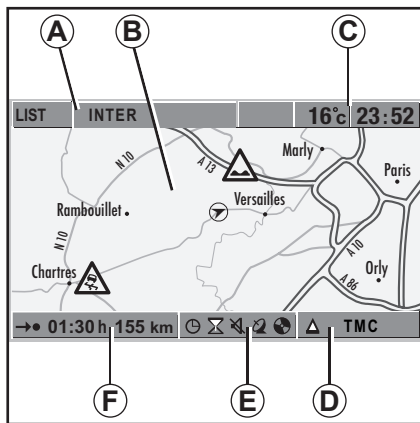 A B C
LIST INTER 16°c 23:52
N 10 A 13 Marly
Paris
Rambouillet Versailles
N 10 A 10
Chartres Orly
A 86
01:30 h 155 km TMC
F E D